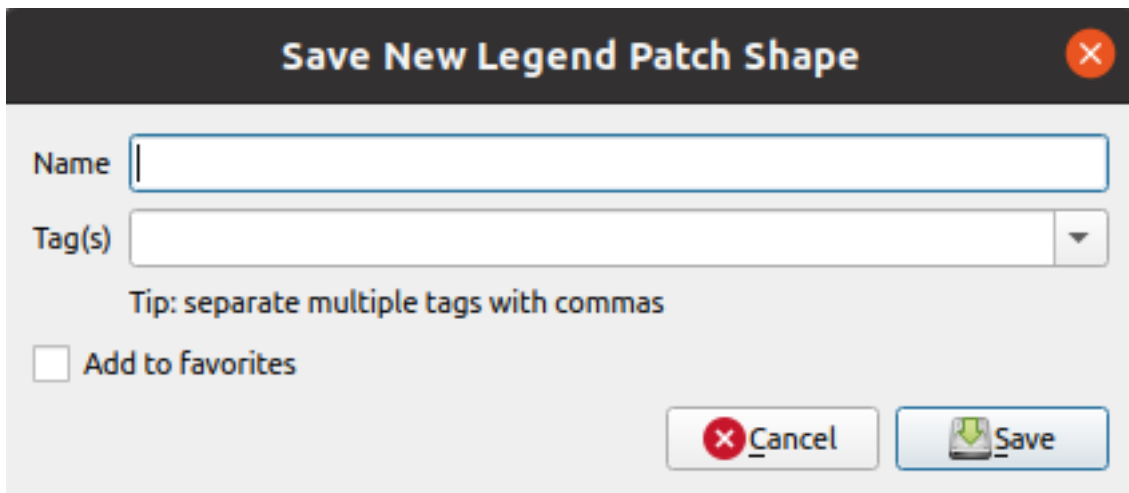 Save New Legend Patch Shape
Name
Tag(s)
Tip: separate multiple tags with commas
Add to favorites
Cancel Save